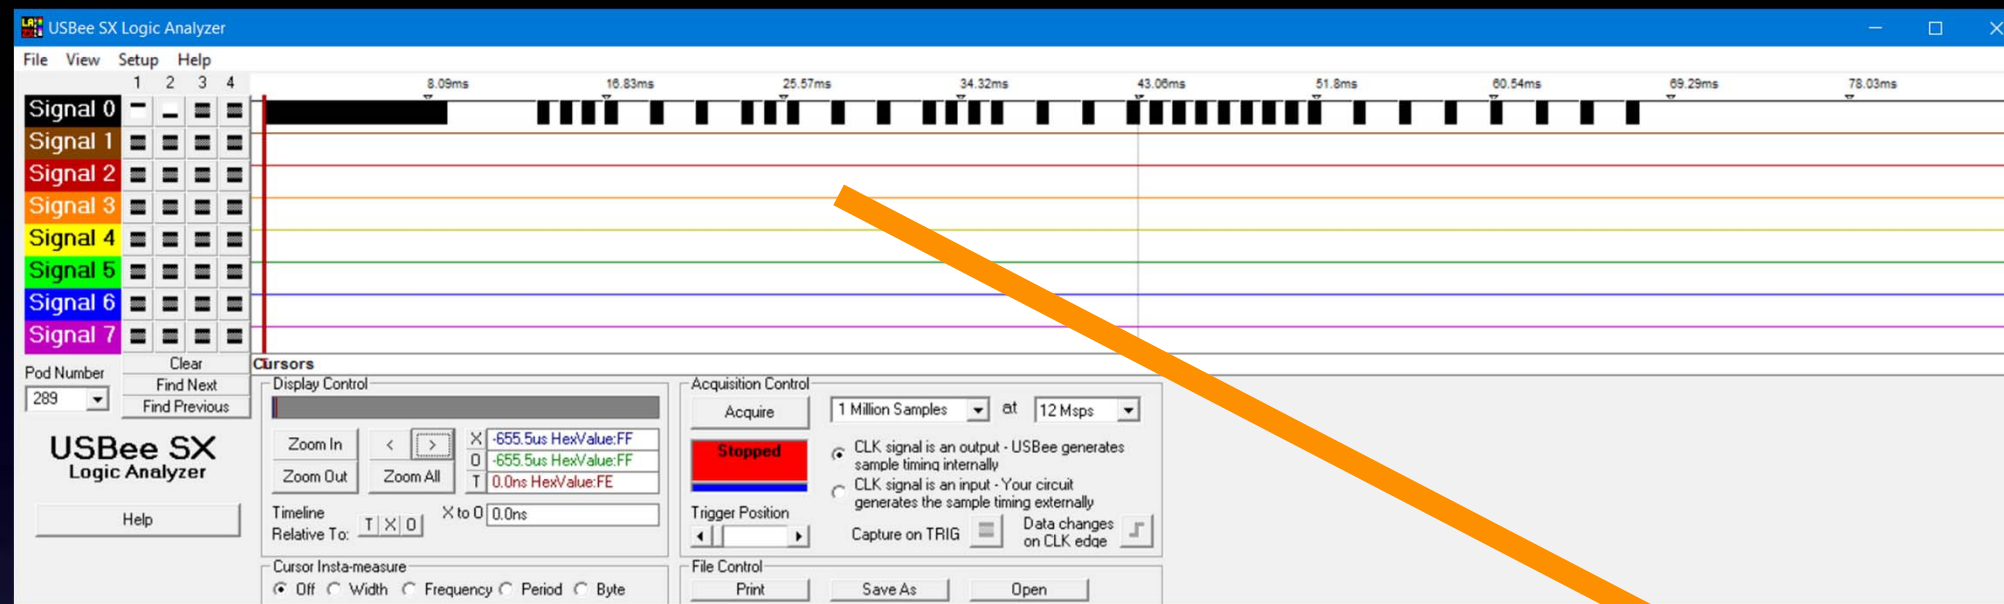 USBee SX Logic Analyzer
File View Setup Help
1 2 3 4
8.09ms 16.83ms 25.57ms 34.32ms 43.06ms 51.8ms 60.54ms 69.29ms 78.03ms
Signal 0
Signal 1
Signal 2
Signal 3
Signal 4
Signal 5
Signal 6
Signal 7
Clear
Cursors
Pod Number
Find Next
289
Find Previous
USBee SX
Logic Analyzer
Help
Display Control
Zoom In < > X -655.5us HexValue:FF
O -655.5us HexValue:FF
Zoom Out Zoom All T 0.0ns HexValue:FE
Timeline
Relative To: T X O X to O 0.0ns
Cursor Insta-measure
Off Width Frequency Period Byte
Acquisition Control
Acquire 1 Million Samples at 12 Msps
Stopped
CLK signal is an output - USBee generates
sample timing internally
CLK signal is an input - Your circuit
generates the sample timing externally
Trigger Position
Capture on TRIG
Data changes
on CLK edge
File Control
Print Save As Open